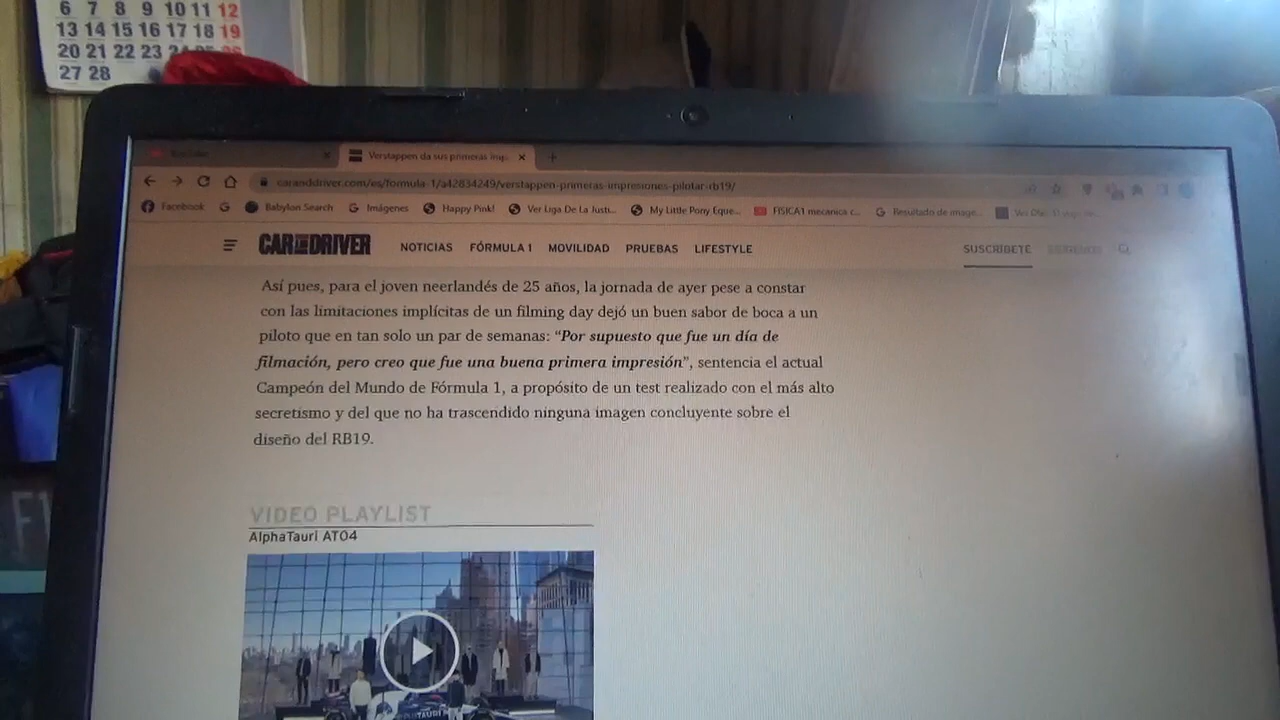 6 7 8 9 10 11 12
13 14 15 16 17 18 19
20 21 22 23 24 25 26
27 28
Verstappen da sus primeras imp
caranddriver.com/es/formula-1/a42834249/verstappen-primeras-impresiones-pilotar-rb19/
Facebook Babylon Search Imágenes Happy Pink! Ver Liga De La Justi... My Little Pony Eque... FISICA1 mecanica c... Resultado de image...
CAR AND DRIVER NOTICIAS FÓRMULA 1 MOVILIDAD PRUEBAS LIFESTYLE SUSCRÍBETE
Así pues, para el joven neerlandés de 25 años, la jornada de ayer pese a constar
con las limitaciones implícitas de un filming day dejó un buen sabor de boca a un
piloto que en tan solo un par de semanas: “Por supuesto que fue un día de
filmación, pero creo que fue una buena primera impresión”, sentencia el actual
Campeón del Mundo de Fórmula 1, a propósito de un test realizado con el más alto
secretismo y del que no ha trascendido ninguna imagen concluyente sobre el
diseño del RB19.
VIDEO PLAYLIST
AlphaTauri AT04